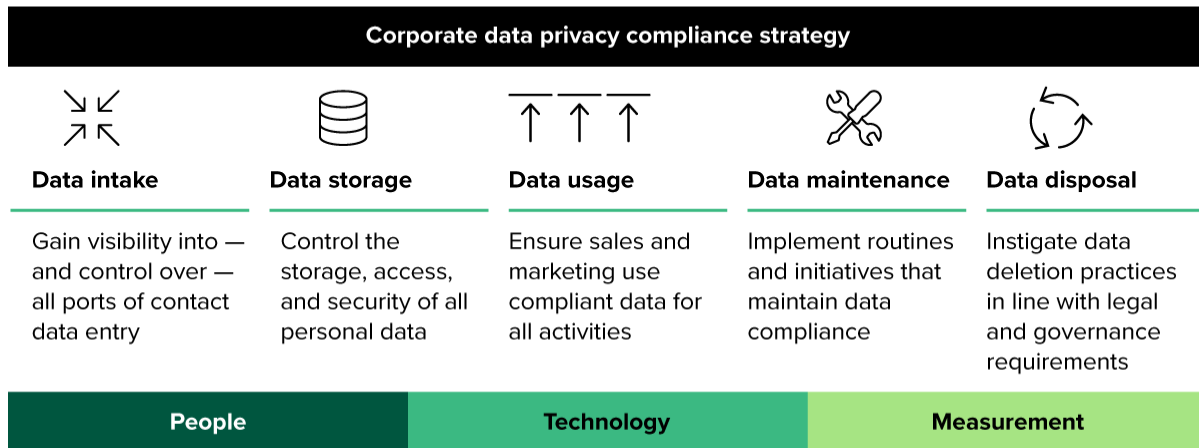 Corporate data privacy compliance strategy
Data intake
Gain visibility into —
and control over —
all ports of contact
data entry
Data storage
Control the
storage, access,
and security of all
personal data
Data usage
Ensure sales and
marketing use
compliant data for
all activities
Data maintenance
Implement routines
and initiatives that
maintain data
compliance
Data disposal
Instigate data
deletion practices
in line with legal
and governance
requirements
People
Technology
Measurement